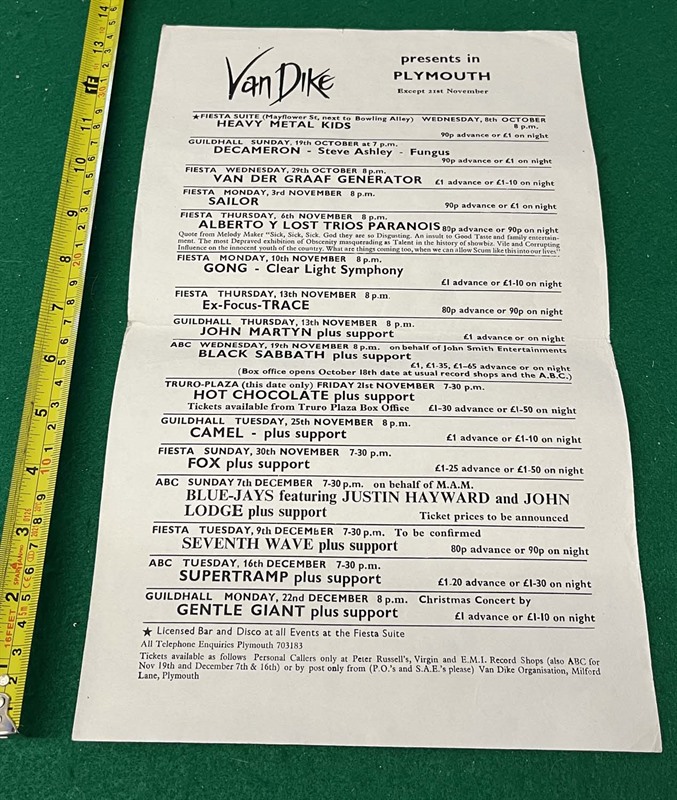 Van Dike
presents in
PLYMOUTH
Except 21st November
★FIESTA SUITE (Mayflower St, next to Bowling Alley) WEDNESDAY, 8th OCTOBER
HEAVY METAL KIDS 8 p.m.
90p advance or £1 on night
GUILDHALL SUNDAY, 19th OCTOBER at 7 p.m.
DECAMERON - Steve Ashley - Fungus
90p advance or £1 on night
FIESTA WEDNESDAY, 29th OCTOBER 8 p.m.
VAN DER GRAAF GENERATOR £1 advance or £1-10 on night
FIESTA MONDAY, 3rd NOVEMBER 8 p.m.
SAILOR 90p advance or £1 on night
FIESTA THURSDAY, 6th NOVEMBER 8 p.m.
ALBERTO Y LOST TRIOS PARANOIS 80p advance or 90p on night
Quote from Melody Maker "Sick, Sick, Sick. God they are so Disgusting. An insult to Good Taste and family entertain-
ment. The most Depraved exhibition of Obscenity masquerading as Talent in the history of showbiz. Vile and Corrupting
Influence on the innocent youth of the country. What are things coming too, when we can allow Scum like this into our lives"
FIESTA MONDAY, 10th NOVEMBER 8 p.m.
GONG - Clear Light Symphony
£1 advance or £1-10 on night
FIESTA THURSDAY, 13th NOVEMBER 8 p.m.
Ex-Focus-TRACE 80p advance or 90p on night
GUILDHALL THURSDAY, 13th NOVEMBER 8 p.m.
JOHN MARTYN plus support £1 advance or on night
ABC WEDNESDAY, 19th NOVEMBER 8 p.m. on behalf of John Smith Entertainments
BLACK SABBATH plus support
£1, £1-35, £1-65 advance or on night
(Box office opens October 18th date at usual record shops and the A.B.C.)
TRURO-PLAZA (this date only) FRIDAY 21st NOVEMBER 7-30 p.m.
HOT CHOCOLATE plus support
Tickets available from Truro Plaza Box Office £1-30 advance or £1-50 on night
GUILDHALL TUESDAY, 25th NOVEMBER 8 p.m.
CAMEL - plus support £1 advance or £1-10 on night
FIESTA SUNDAY, 30th NOVEMBER 7-30 p.m.
FOX plus support £1-25 advance or £1-50 on night
ABC SUNDAY 7th DECEMBER 7-30 p.m. on behalf of M.A.M.
BLUE-JAYS featuring JUSTIN HAYWARD and JOHN
LODGE plus support Ticket prices to be announced
FIESTA TUESDAY, 9th DECEMBER 7-30 p.m. To be confirmed
SEVENTH WAVE plus support 80p advance or 90p on night
ABC TUESDAY, 16th DECEMBER 7-30 p.m.
SUPERTRAMP plus support £1.20 advance or £1-30 on night
GUILDHALL MONDAY, 22nd DECEMBER 8 p.m. Christmas Concert by
GENTLE GIANT plus support £1 advance or £1-10 on night
★ Licensed Bar and Disco at all Events at the Fiesta Suite
All Telephone Enquiries Plymouth 703183
Tickets available as follows Personal Callers only at Peter Russell's, Virgin and E.M.I. Record Shops (also ABC for
Nov 19th and December 7th & 16th) or by post only from (P.O.'s and S.A.E.'s please) Van Dike Organisation, Milford
Lane, Plymouth